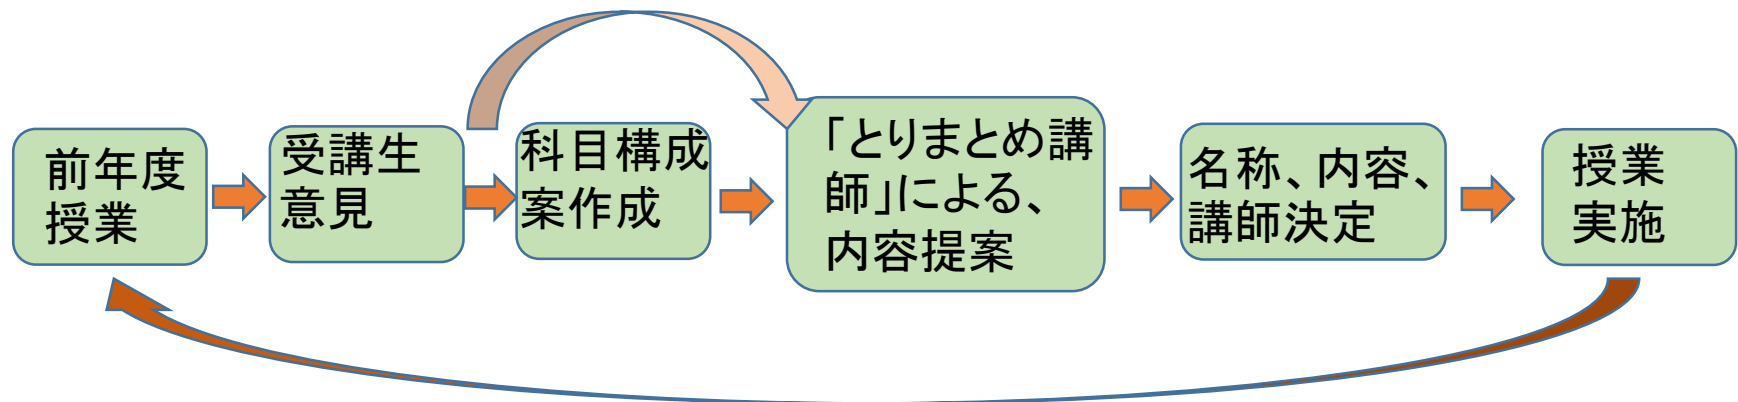 前年度
授業
受講生
意見
科目構成
案作成
「とりまとめ講
師」による、
内容提案
名称、内容、
講師決定
授業
実施